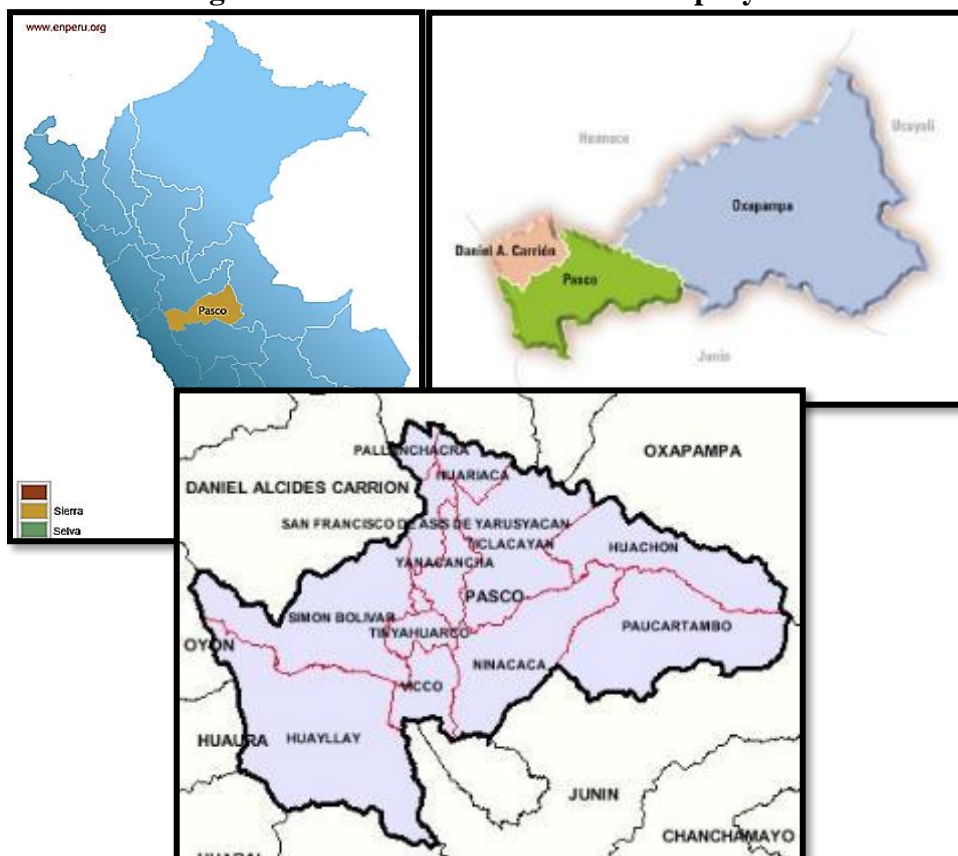 www.enperu.org
Pasco
Sierra
Selva
Huanuco
Ucayali
Oxapampa
Daniel A. Carrión
Pasco
Junin
PALLANCHACRA
HUARIACA
OXAPAMPA
DANIEL ALCIDES CARRION
SAN FRANCISCO DE ASIS DE YARUSYACAN
TICLACAYAN
HUACHON
YANACANCHA
PASCO
SIMON BOLIVAR
TINYAHUARCO
PAUCARTAMBO
OYON
NINACACA
VICCO
HUAURA
HUAYLLAY
JUNIN
CHANCHAMAYO